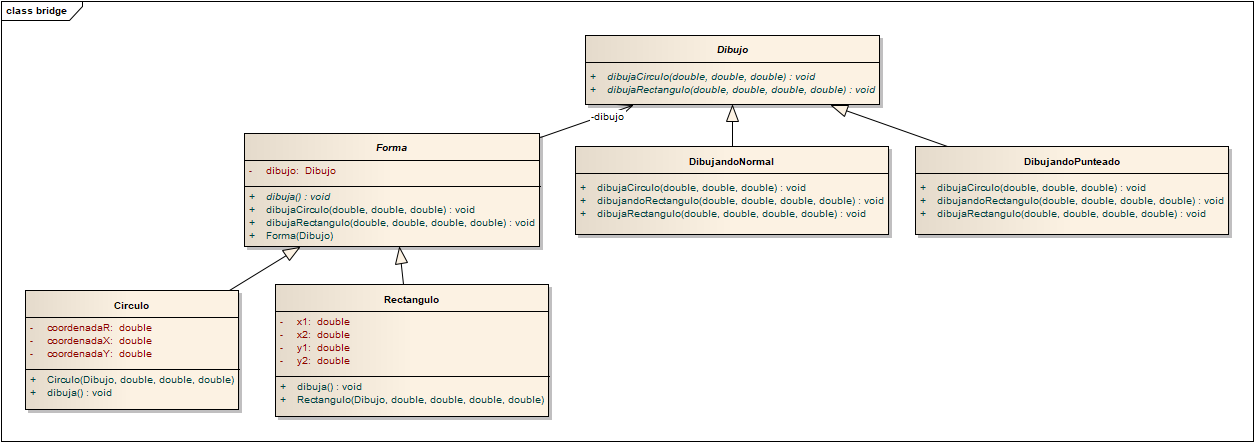 class bridge
Dibujo
+ dibujaCirculo(double, double, double) : void
+ dibujaRectangulo(double, double, double, double) : void
-dibujo
Forma
- dibujo: Dibujo
+ dibuja() : void
+ dibujaCirculo(double, double, double) : void
+ dibujaRectangulo(double, double, double, double) : void
+ Forma(Dibujo)
DibujandoNormal
+ dibujaCirculo(double, double, double) : void
+ dibujandoRectangulo(double, double, double, double) : void
+ dibujaRectangulo(double, double, double, double) : void
DibujandoPunteado
+ dibujaCirculo(double, double, double) : void
+ dibujandoRectangulo(double, double, double, double) : void
+ dibujaRectangulo(double, double, double, double) : void
Circulo
- coordenadaR: double
- coordenadaX: double
- coordenadaY: double
+ Circulo(Dibujo, double, double, double)
+ dibuja() : void
Rectangulo
- x1: double
- x2: double
- y1: double
- y2: double
+ dibuja() : void
+ Rectangulo(Dibujo, double, double, double, double)